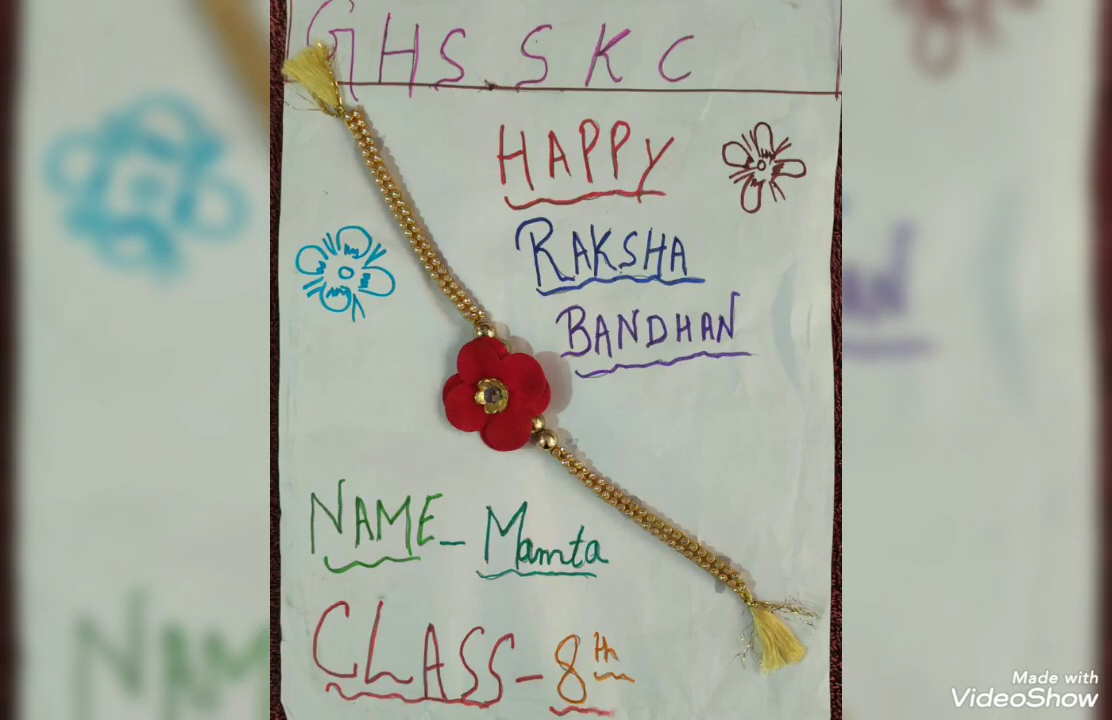 GHS SKC
HAPPY
RAKSHA
BANDHAN
NAME - Mamta
CLASS - 8th
Made with
VideoShow